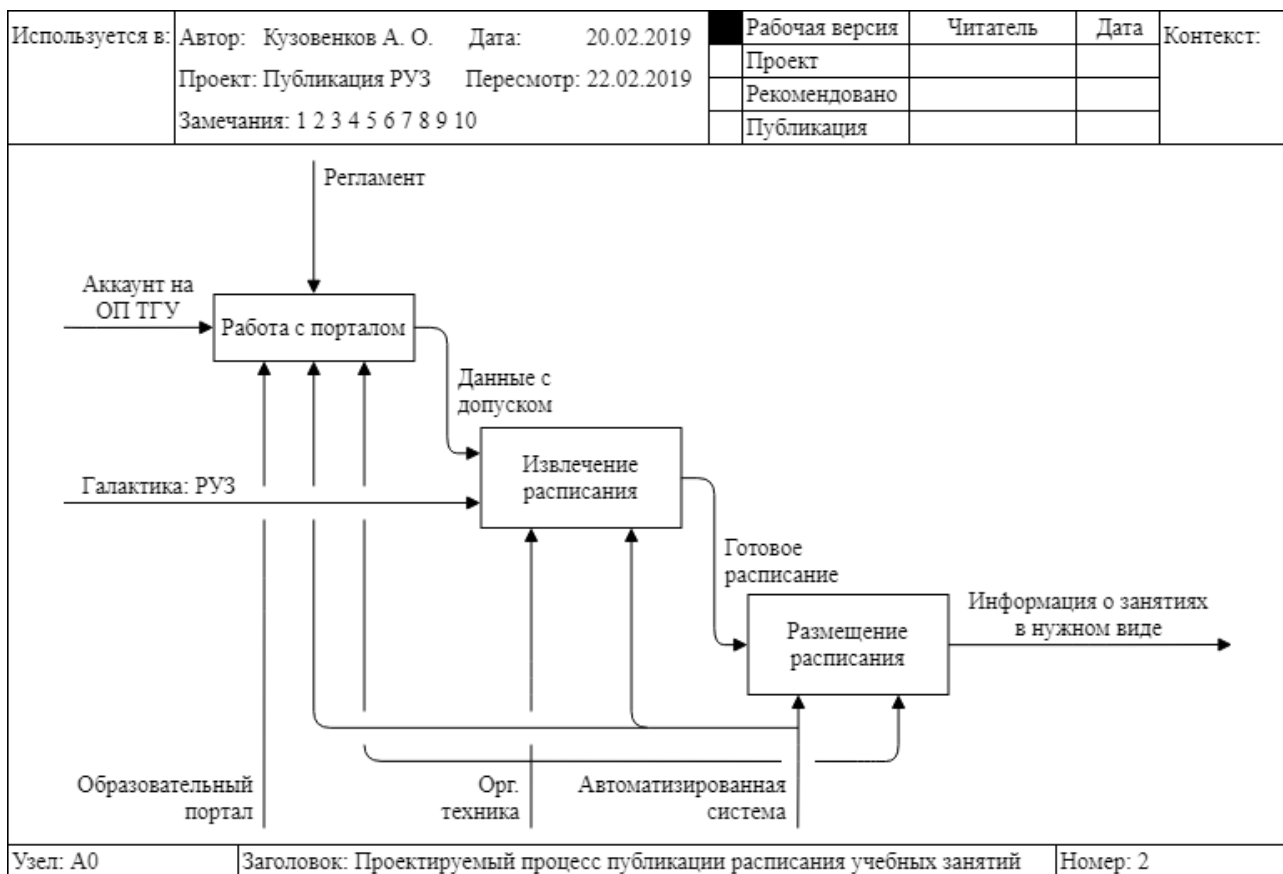 Используется в:
Автор: Кузовенков А. О. Дата: 20.02.2019
Проект: Публикация РУЗ Пересмотр: 22.02.2019
Замечания: 1 2 3 4 5 6 7 8 9 10
Рабочая версия
Проект
Рекомендовано
Публикация
Читатель
Дата
Контекст:
Регламент
Аккаунт на
ОП ТГУ
Работа с порталом
Данные с
допуском
Галактика: РУЗ
Извлечение
расписания
Готовое
расписание
Размещение
расписания
Информация о занятиях
в нужном виде
Образовательный
портал
Орг.
техника
Автоматизированная
система
Узел: A0
Заголовок: Проектируемый процесс публикации расписания учебных занятий
Номер: 2